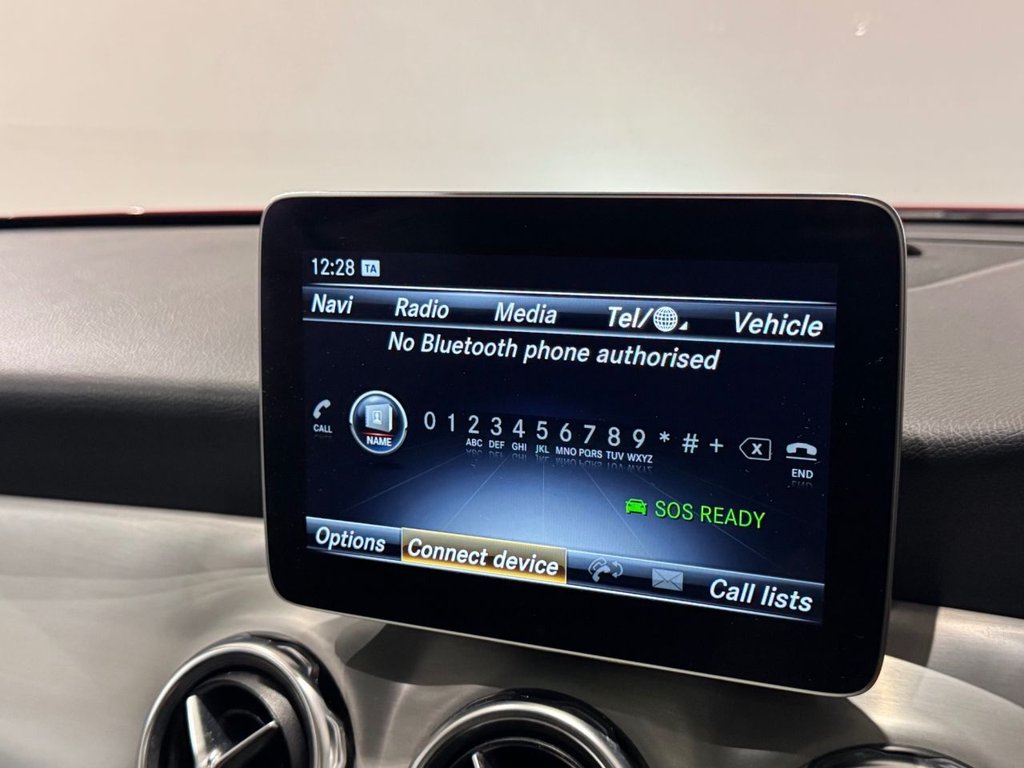 12:28 TA
Navi Radio Media Tel/ Vehicle
No Bluetooth phone authorised
CALL NAME 0 1 2 3 4 5 6 7 8 9 * # + X END
ABC DEF GHI JKL MNO PQRS TUV WXYZ
SOS READY
Options Connect device Call lists